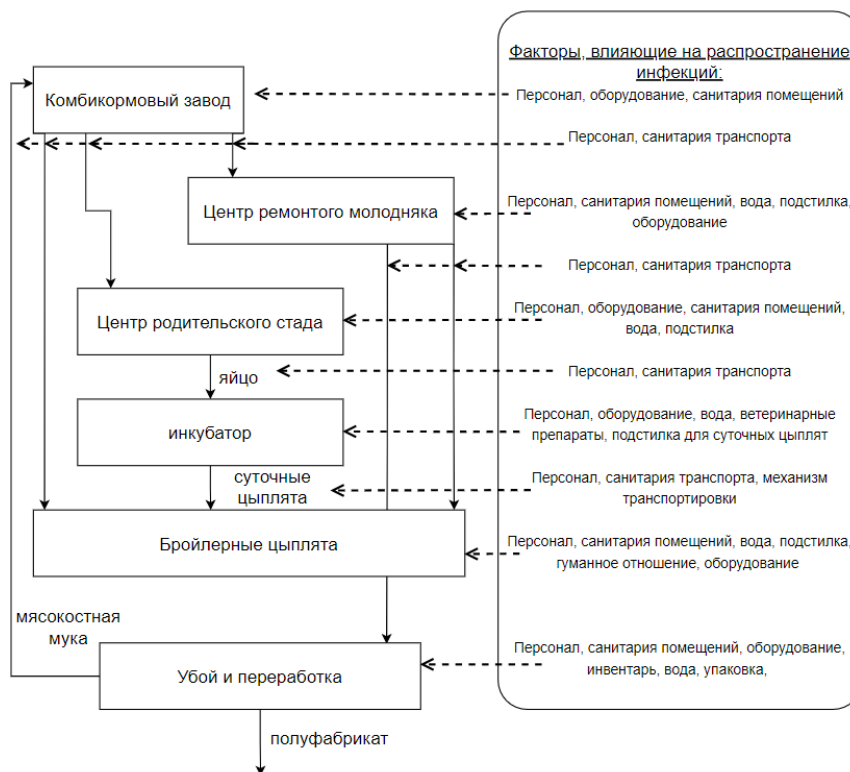 Факторы, влияющие на распространение
инфекций:
Комбикормовый завод
Персонал, оборудование, санитария помещений
Персонал, санитария транспорта
Центр ремонтого молодняка
Персонал, санитария помещений, вода, подстилка,
оборудование
Персонал, санитария транспорта
Центр родительского стада
Персонал, оборудование, санитария помещений,
вода, подстилка
яйцо
Персонал, санитария транспорта
инкубатор
Персонал, оборудование, вода, ветеринарные
препараты, подстилка для суточных цыплят
суточные
цыплята
Персонал, санитария транспорта, механизм
транспортировки
Бройлерные цыплята
Персонал, санитария помещений, вода, подстилка,
гуманное отношение, оборудование
мясокостная
мука
Убой и переработка
Персонал, санитария помещений, оборудование,
инвентарь, вода, упаковка,
полуфабрикат